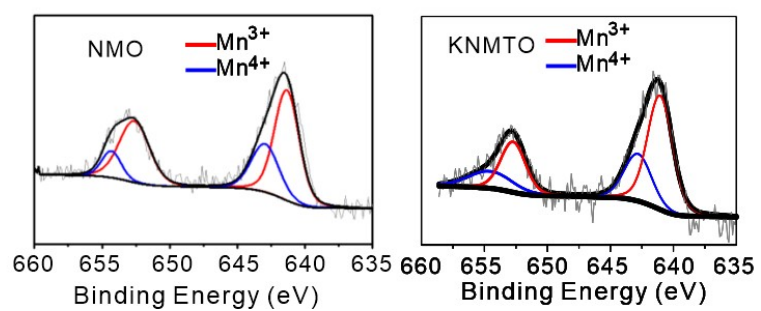 NMO
Mn3+
Mn4+
660 655 650 645 640 635
Binding Energy (eV)
KNMTO
Mn3+
Mn4+
660 655 650 645 640 635
Binding Energy (eV)